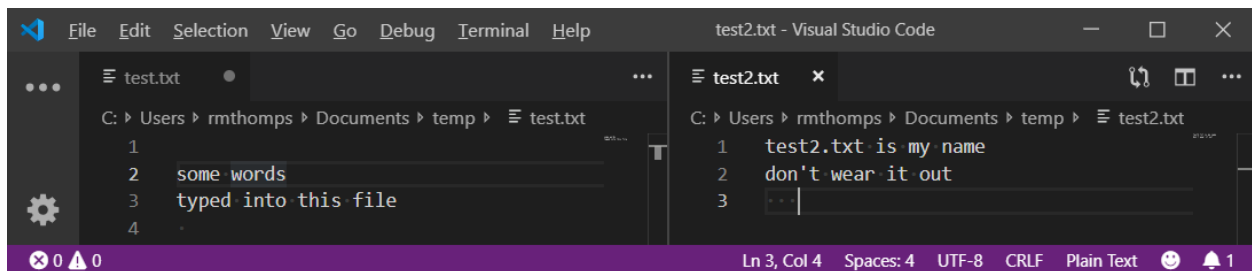 File Edit Selection View Go Debug Terminal Help test2.txt - Visual Studio Code
test.txt
C: Users rmthomps Documents temp test.txt
1
2 some words
3 typed into this file
4
test2.txt
C: Users rmthomps Documents temp test2.txt
1 test2.txt is my name
2 don't wear it out
3
0 0 Ln 3, Col 4 Spaces: 4 UTF-8 CRLF Plain Text 1